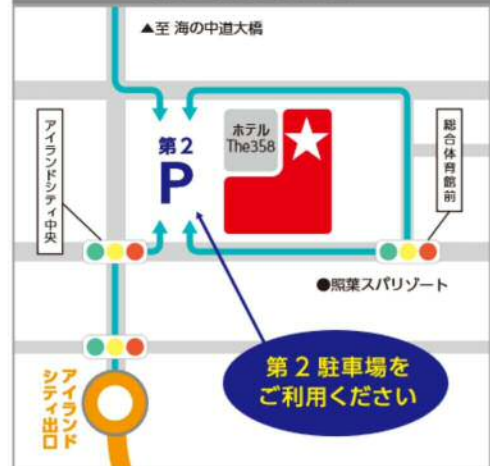 ▲至 海の中道大橋
アイランドシティ中央
第2
P
ホテル
The358
総合体育館前
●照葉スパリゾート
第2駐車場を
ご利用ください
アイランド
シティ出口